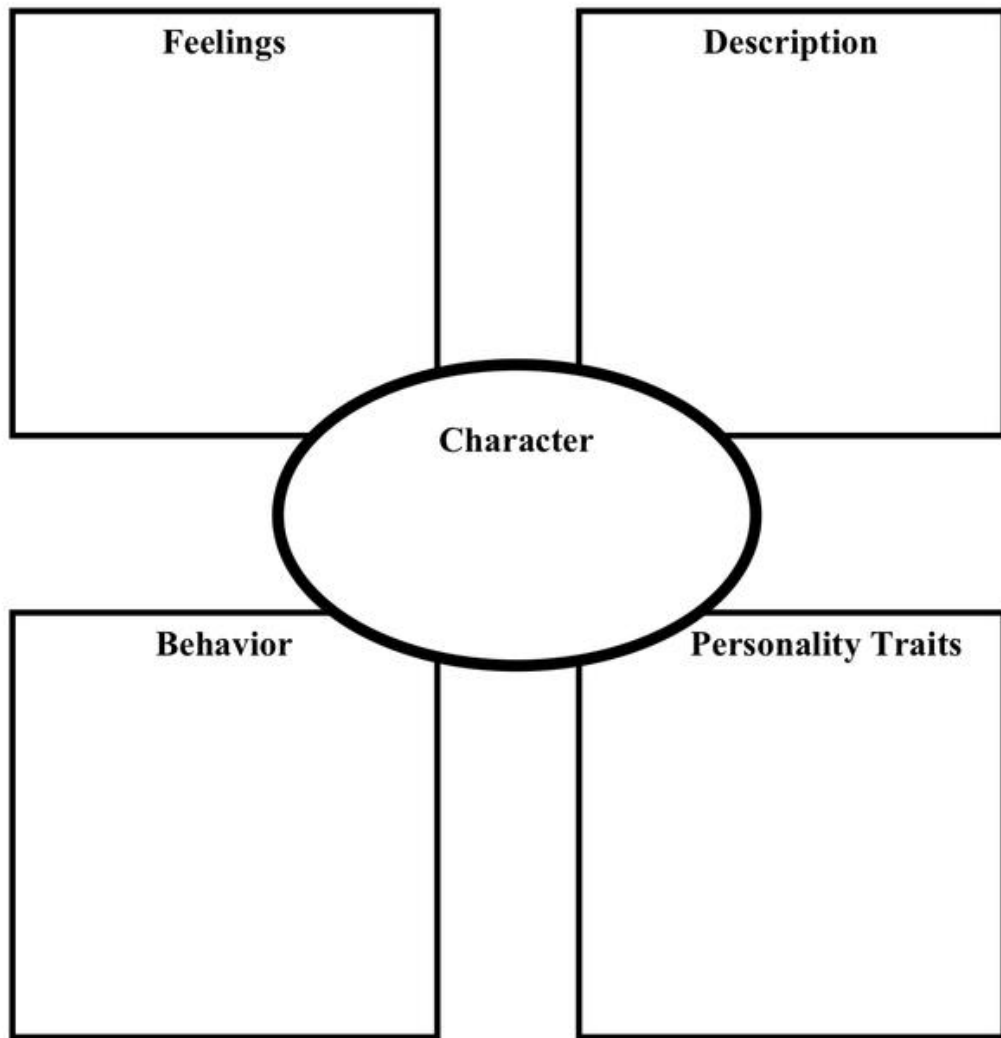 Feelings
Description
Character
Behavior
Personality Traits